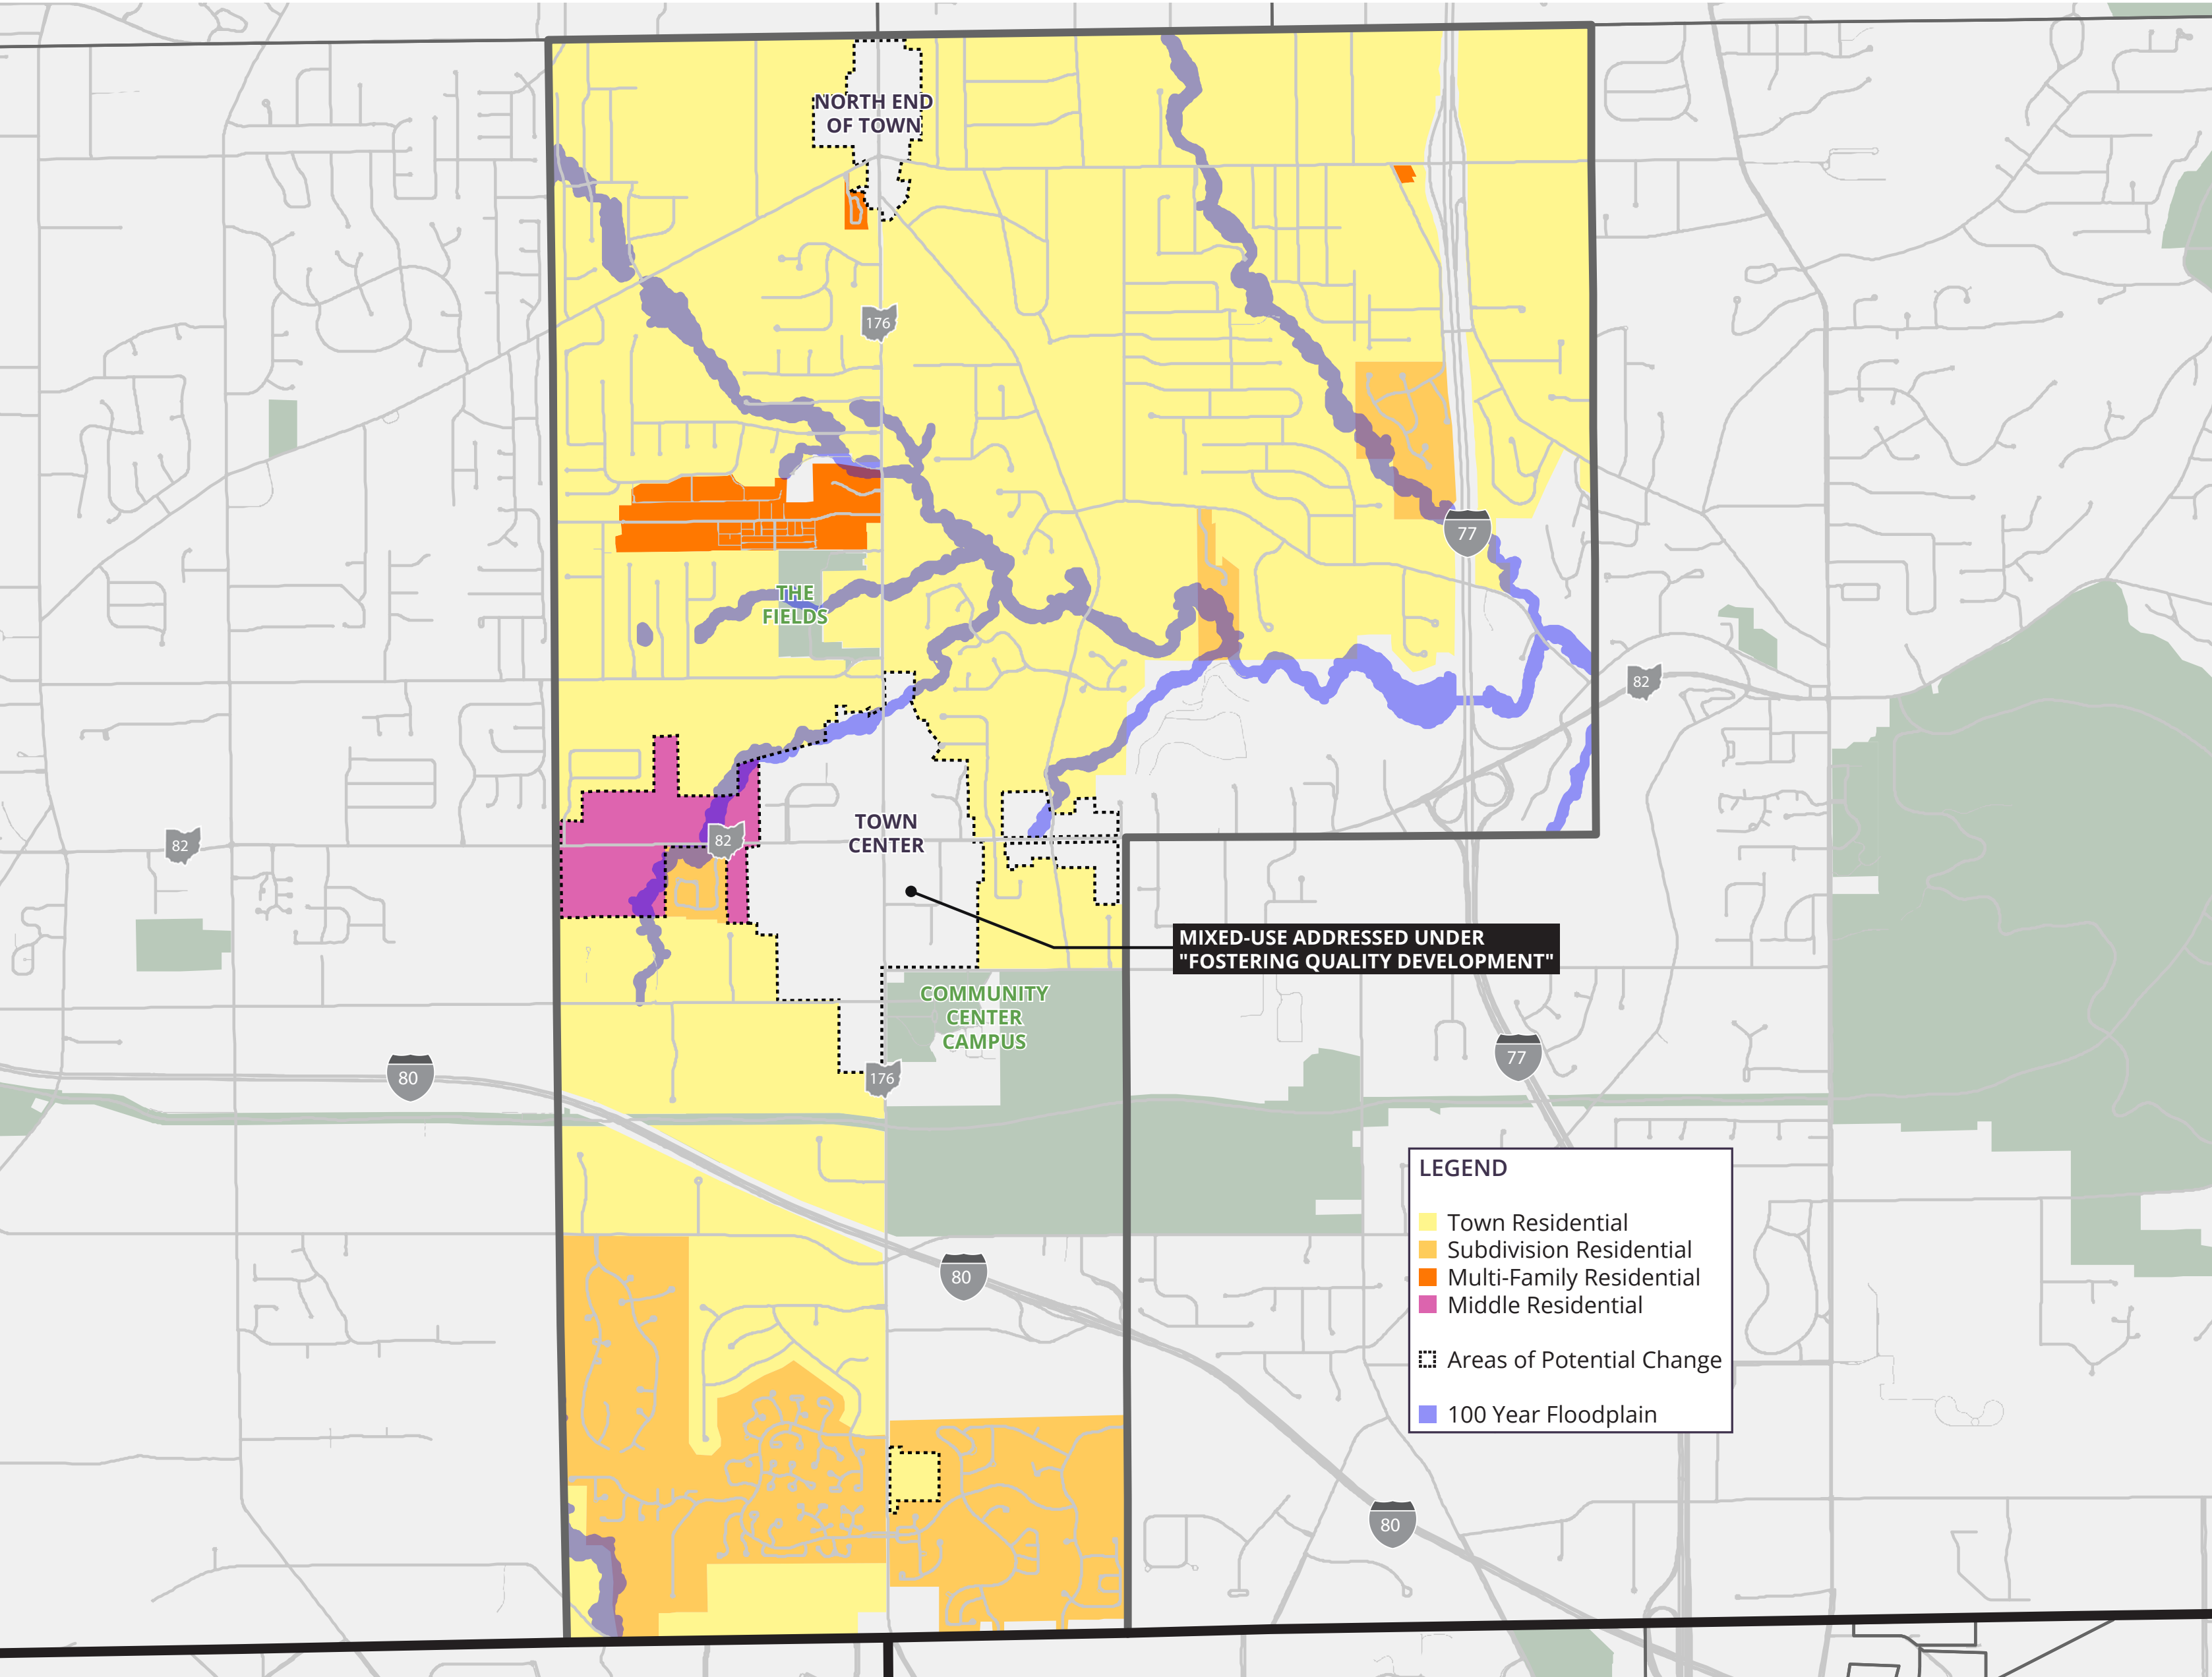 NORTH END
OF TOWN
176
77
THE
FIELDS
82
82
82
TOWN
CENTER
MIXED-USE ADDRESSED UNDER
"FOSTERING QUALITY DEVELOPMENT"
COMMUNITY
CENTER
CAMPUS
80
176
77
80
80
LEGEND
Town Residential
Subdivision Residential
Multi-Family Residential
Middle Residential
Areas of Potential Change
100 Year Floodplain